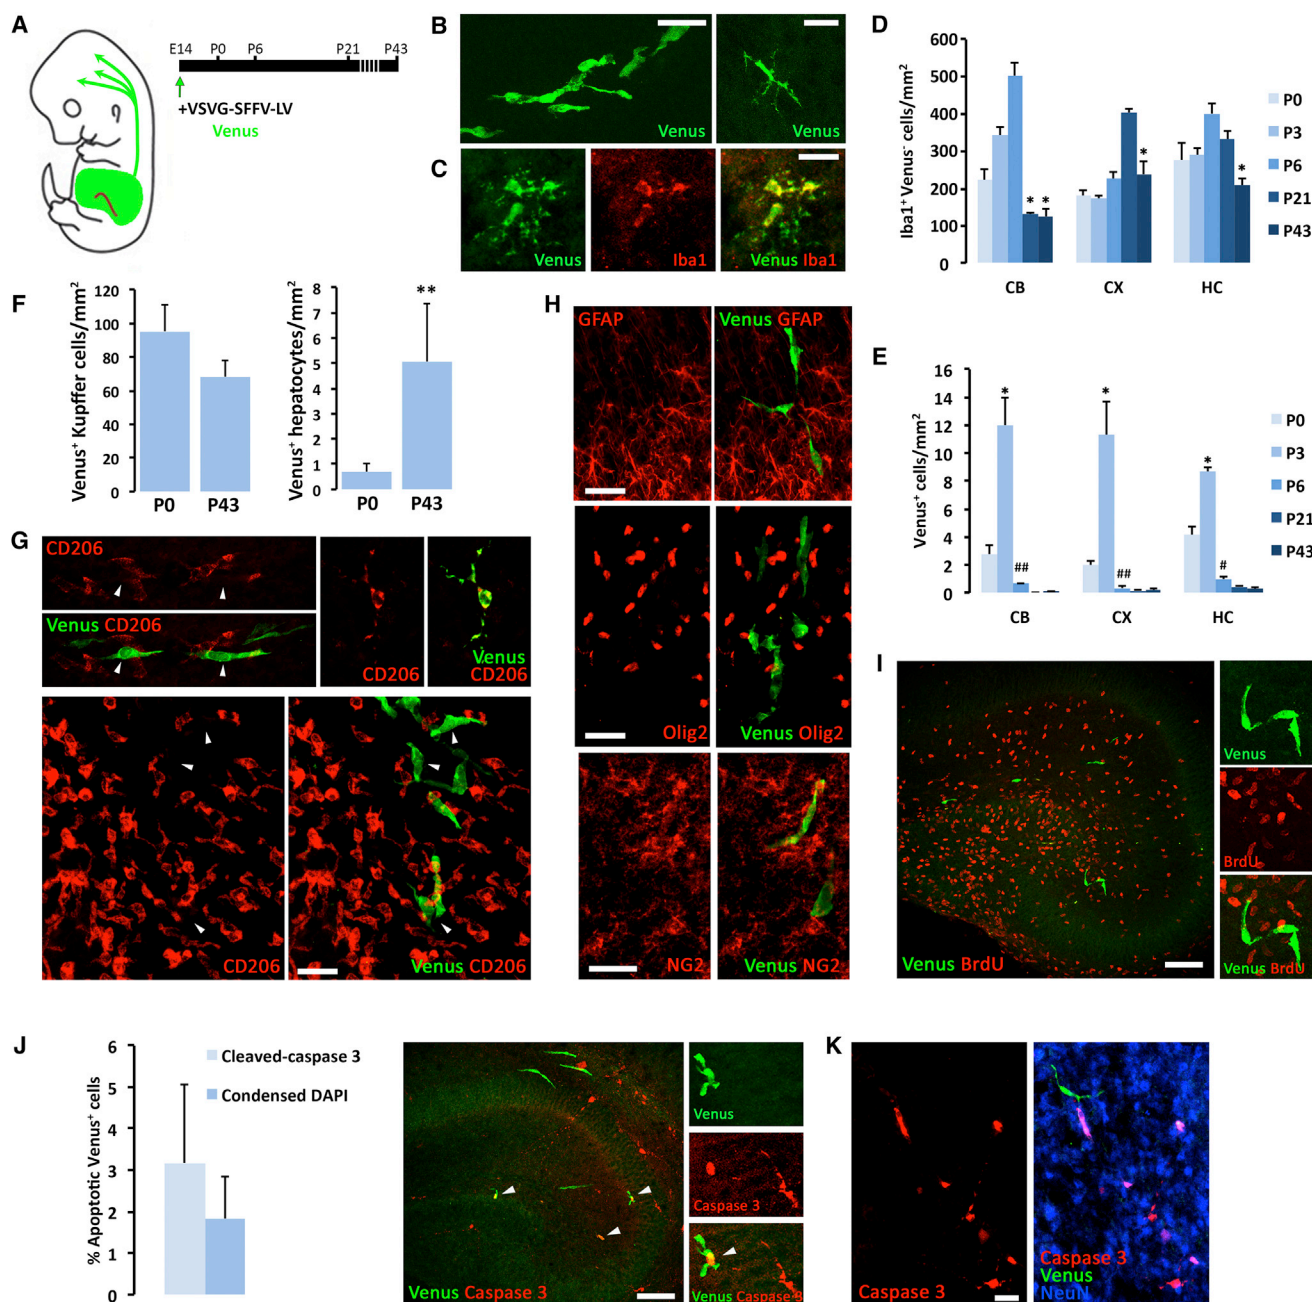 A
E14 P0 P6 P21 P43
+VSVG-SFFV-LV
Venus
B
Venus
Venus
C
Venus
Iba1
Venus Iba1
D
Iba1+ Venus- cells/mm2
600
500
400
300
200
100
0
* *
*
*
CB CX HC
P0
P3
P6
P21
P43
E
Venus+ cells/mm2
16
14
12
10
8
6
4
2
0
*
##
*
##
*
#
CB CX HC
P0
P3
P6
P21
P43
F
Venus+ Kupffer cells/mm2
120
100
80
60
40
20
0
P0 P43
Venus+ hepatocytes/mm2
8
7
6
5
4
3
2
1
0
**
P0 P43
G
CD206
Venus CD206
CD206
Venus
CD206
CD206
Venus CD206
H
GFAP
Venus GFAP
Olig2
Venus Olig2
NG2
Venus NG2
I
Venus BrdU
Venus
BrdU
Venus BrdU
J
% Apoptotic Venus+ cells
6
5
4
3
2
1
0
Cleaved-caspase 3
Condensed DAPI
Venus Caspase 3
Venus
Caspase 3
Venus Caspase 3
K
Caspase 3
Caspase 3
Venus
NeuN